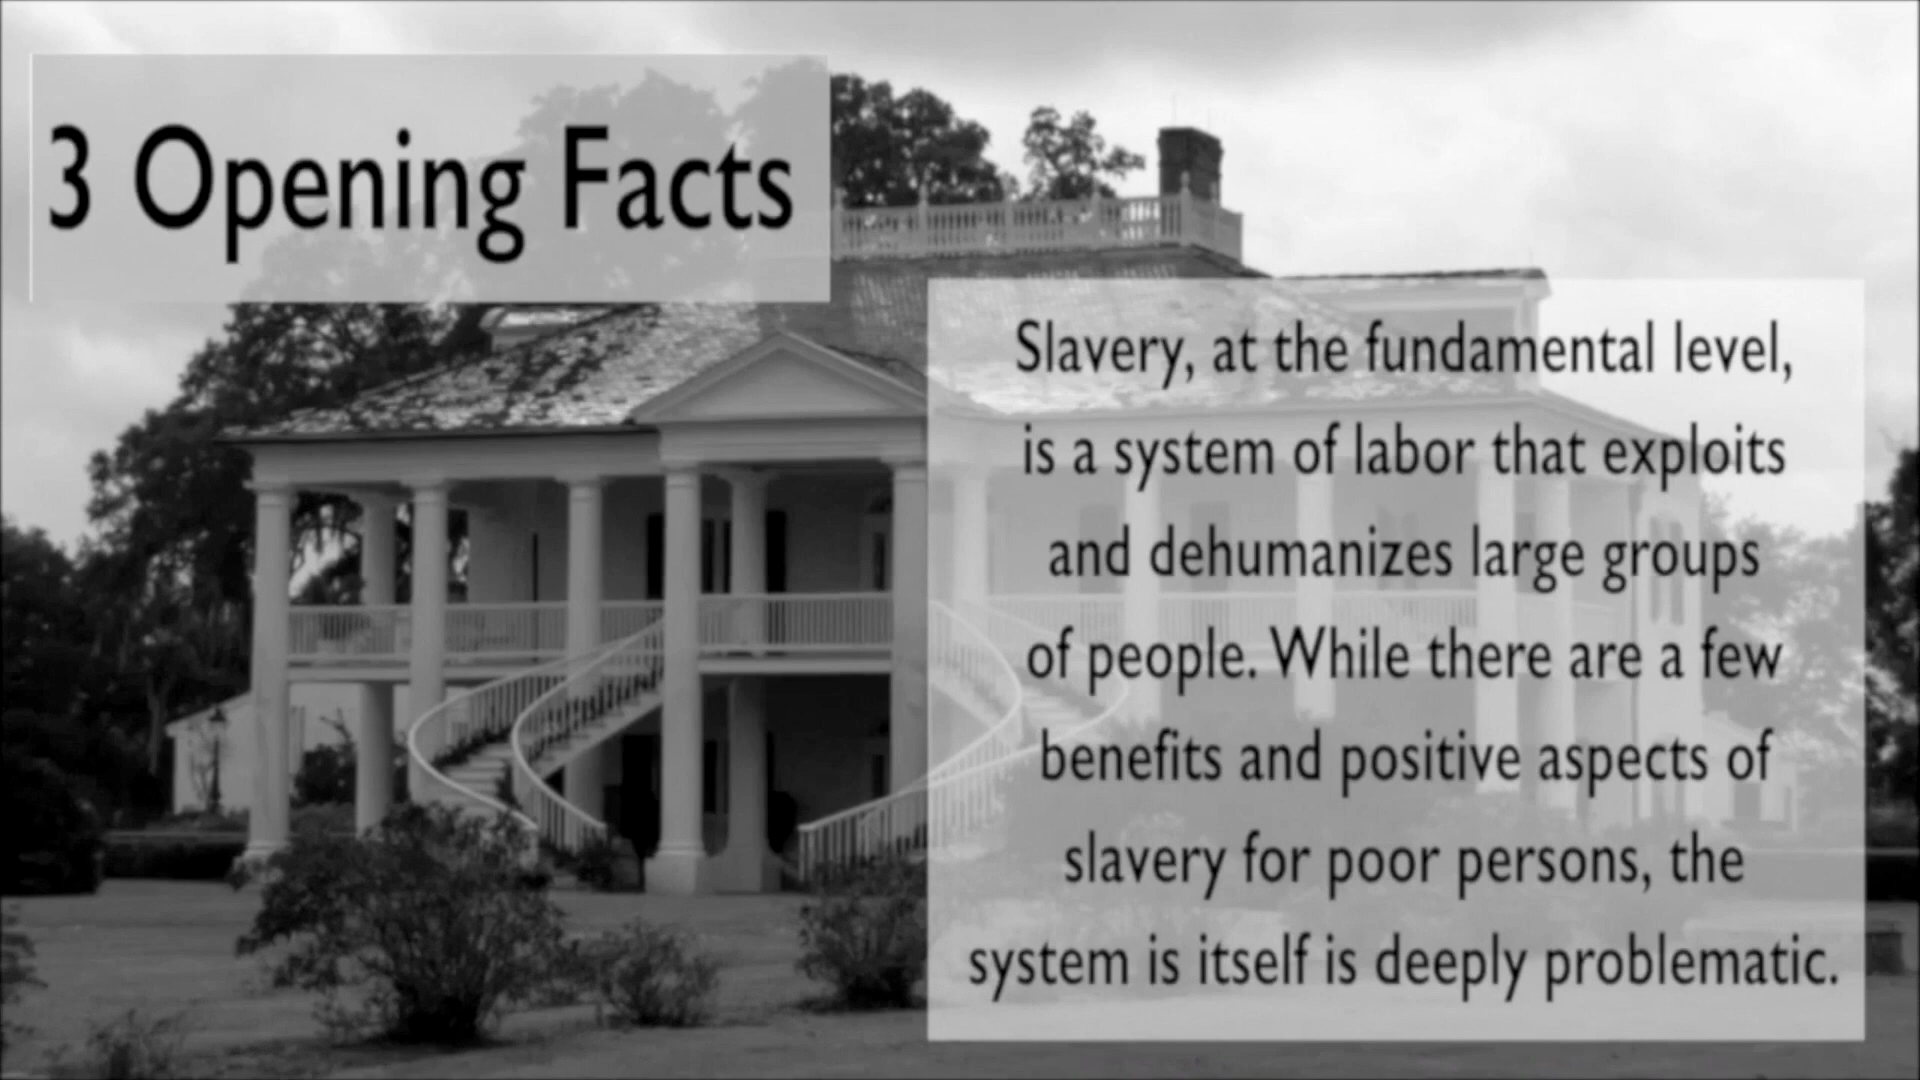 3 Opening Facts
Slavery, at the fundamental level,
is a system of labor that exploits
and dehumanizes large groups
of people. While there are a few
benefits and positive aspects of
slavery for poor persons, the
system is itself is deeply problematic.